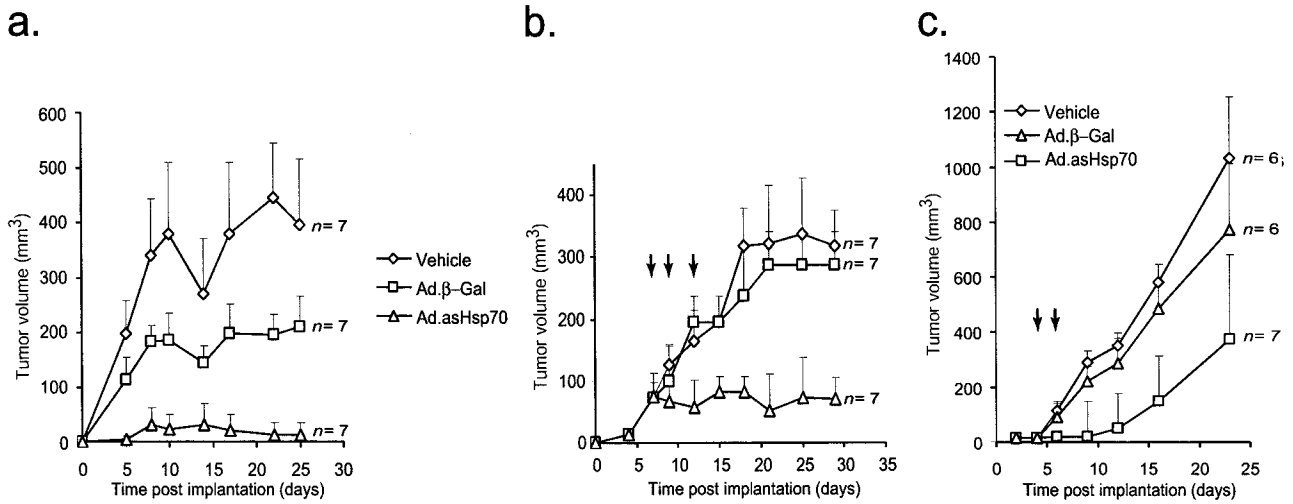 a.
Tumor volume (mm3)
600
500
400
300
200
100
0
0 5 10 15 20 25 30
Time post implantation (days)
n= 7
n= 7
n= 7
Vehicle
Ad.β–Gal
Ad.asHsp70
b.
Tumor volume (mm3)
400
300
200
100
0
0 5 10 15 20 25 30 35
Time post implantation (days)
n= 7
n= 7
n= 7
c.
Tumor volume (mm3)
1400
1200
1000
800
600
400
200
0
0 5 10 15 20 25
Time post implantation (days)
Vehicle
Ad.β–Gal
Ad.asHsp70
n= 6;
n= 6
n= 7